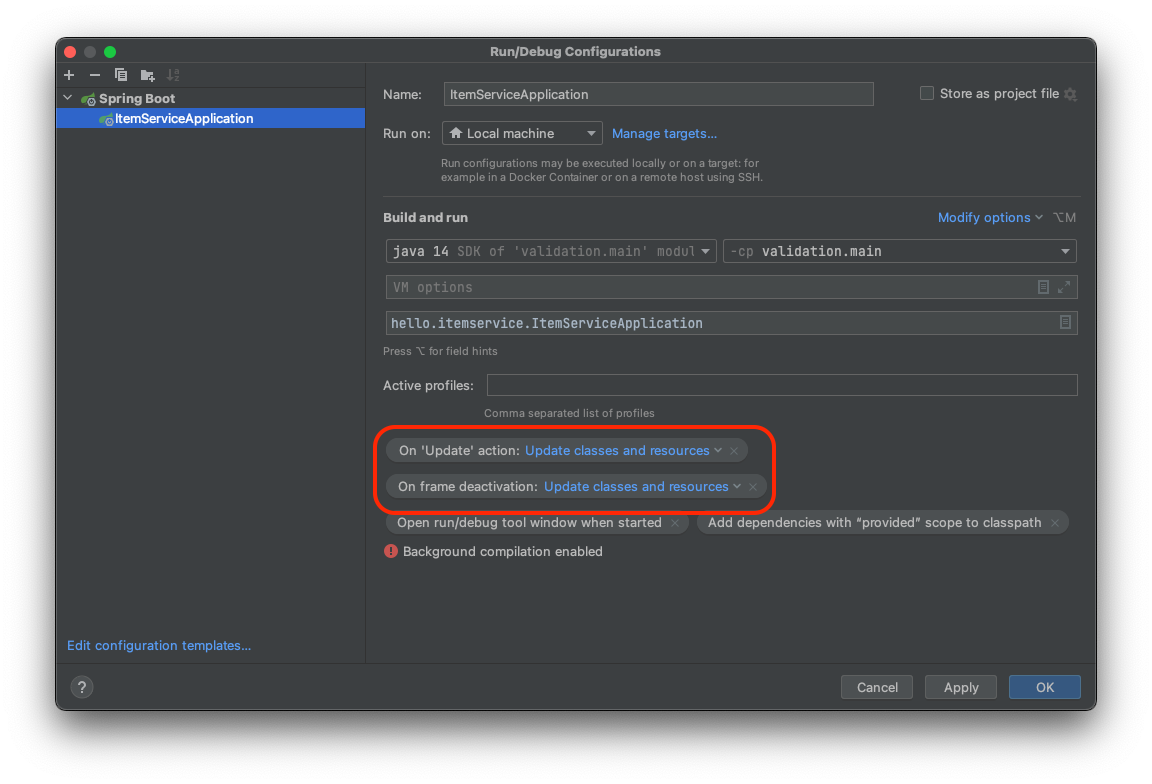 Run/Debug Configurations
Spring Boot
ItemServiceApplication
Edit configuration templates...
Name: ItemServiceApplication
Store as project file
Run on: Local machine Manage targets...
Run configurations may be executed locally or on a target: for
example in a Docker Container or on a remote host using SSH.
Build and run Modify options ⌥M
java 14 SDK of 'validation.main' modul -cp validation.main
VM options
hello.itemservice.ItemServiceApplication
Press ⌥ for field hints
Active profiles:
Comma separated list of profiles
On 'Update' action: Update classes and resources
On frame deactivation: Update classes and resources
Open run/debug tool window when started Add dependencies with “provided” scope to classpath
Background compilation enabled
? Cancel Apply OK